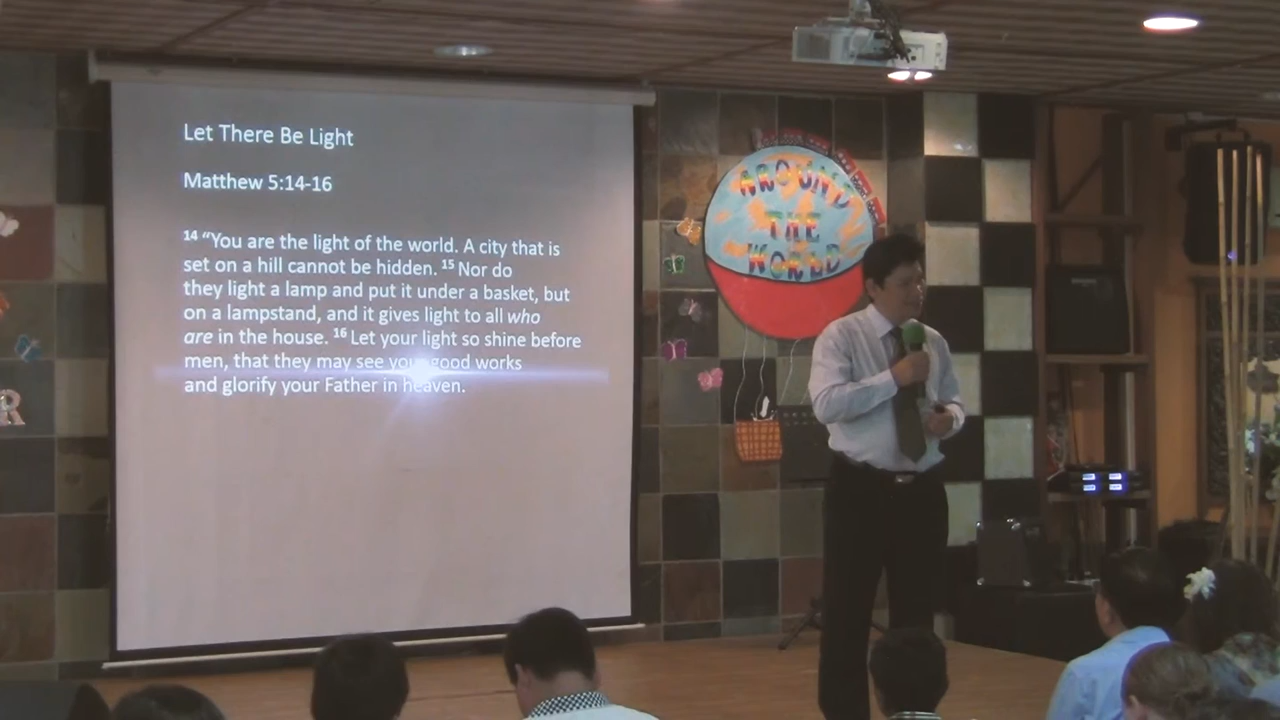 Let There Be Light
Matthew 5:14-16
14 “You are the light of the world. A city that is
set on a hill cannot be hidden. 15 Nor do
they light a lamp and put it under a basket, but
on a lampstand, and it gives light to all who
are in the house. 16 Let your light so shine before
men, that they may see your good works
and glorify your Father in heaven.
AROUND
THE
WORLD
R